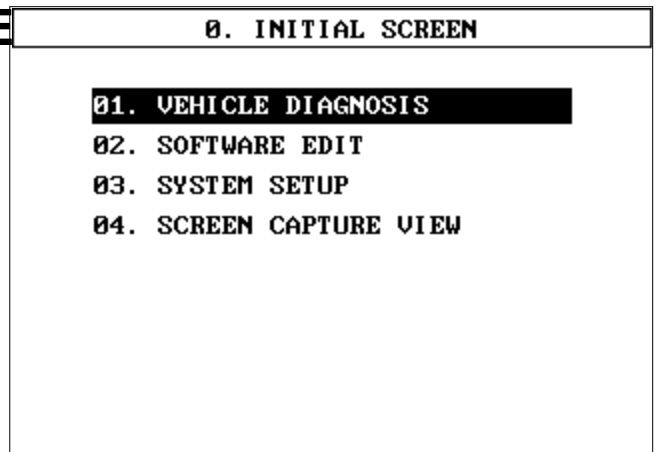 0. INITIAL SCREEN
01. VEHICLE DIAGNOSIS
02. SOFTWARE EDIT
03. SYSTEM SETUP
04. SCREEN CAPTURE VIEW